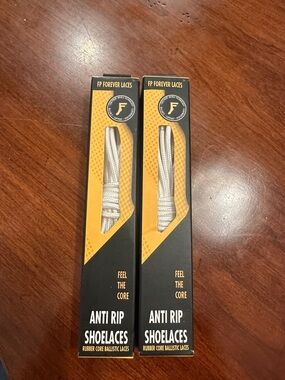 FP FOREVER LACES
FEEL
THE
CORE
ANTI RIP
SHOELACES
RUBBER CORE BALLISTIC LACES
FP FOREVER LACES
FEEL
THE
CORE
ANTI RIP
SHOELACES
RUBBER CORE BALLISTIC LACES